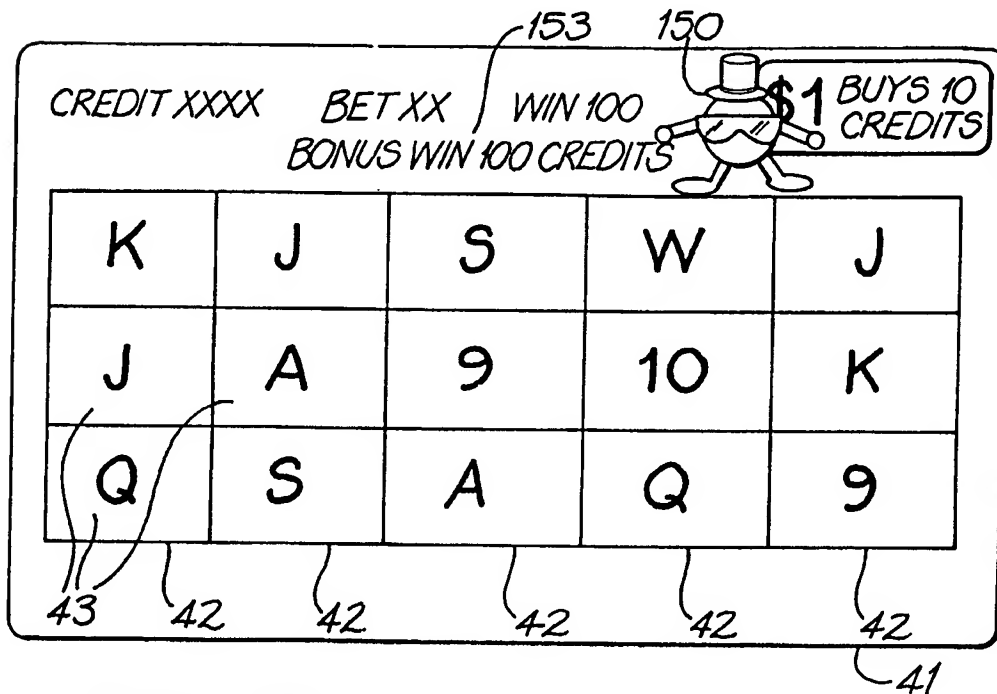 153 150
CREDIT XXXX BET XX WIN 100 $1 BUYS 10
CREDITS
BONUS WIN 100 CREDITS
K J S W J
J A 9 10 K
Q S A Q 9
43 42 42 42 42 42
41